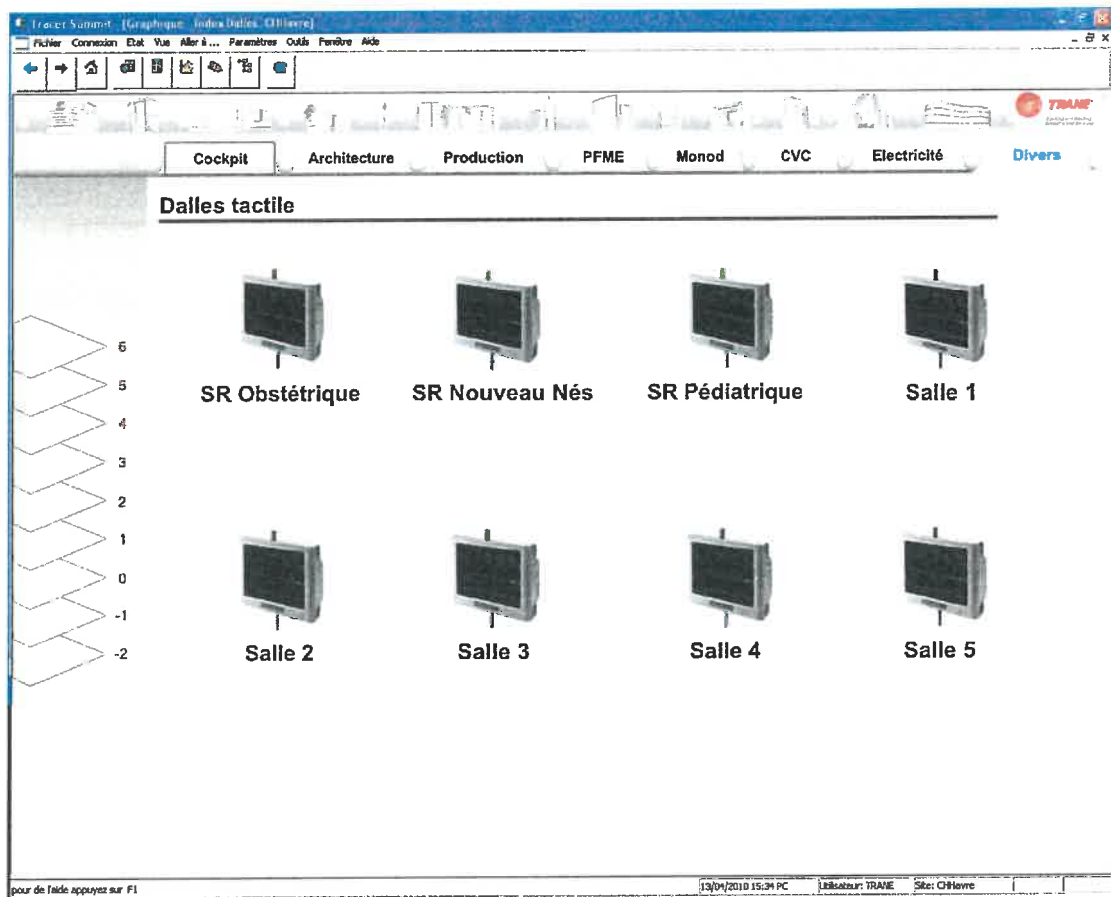 Tracer Summit - [Graphique - Index Dalles, CHHavre]
Fichier Connexion Etat Vue Aller à ... Paramètres Outils Fenêtre Aide
TRANE
Cockpit Architecture Production PFME Monod CVC Electricité Divers
Dalles tactile
SR Obstétrique SR Nouveau Nés SR Pédiatrique Salle 1
6
5
4
3
2
1
0
-1
-2
Salle 2 Salle 3 Salle 4 Salle 5
pour de l'aide appuyez sur F1 13/04/2010 15:34 PC Utilisateur: TRANE Site: CHHavre